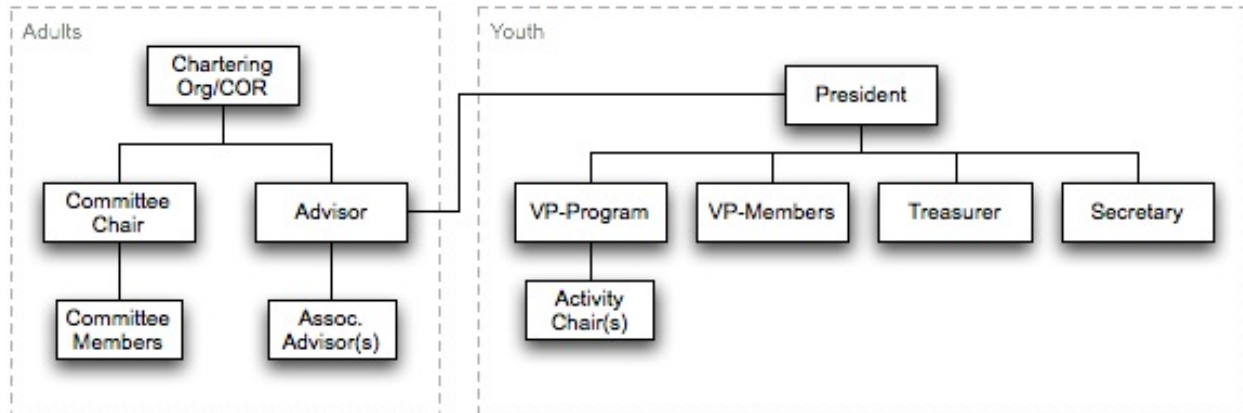 Adults
Chartering
Org/COR
Committee
Chair
Advisor
Committee
Members
Assoc.
Advisor(s)
Youth
President
VP-Program
VP-Members
Treasurer
Secretary
Activity
Chair(s)